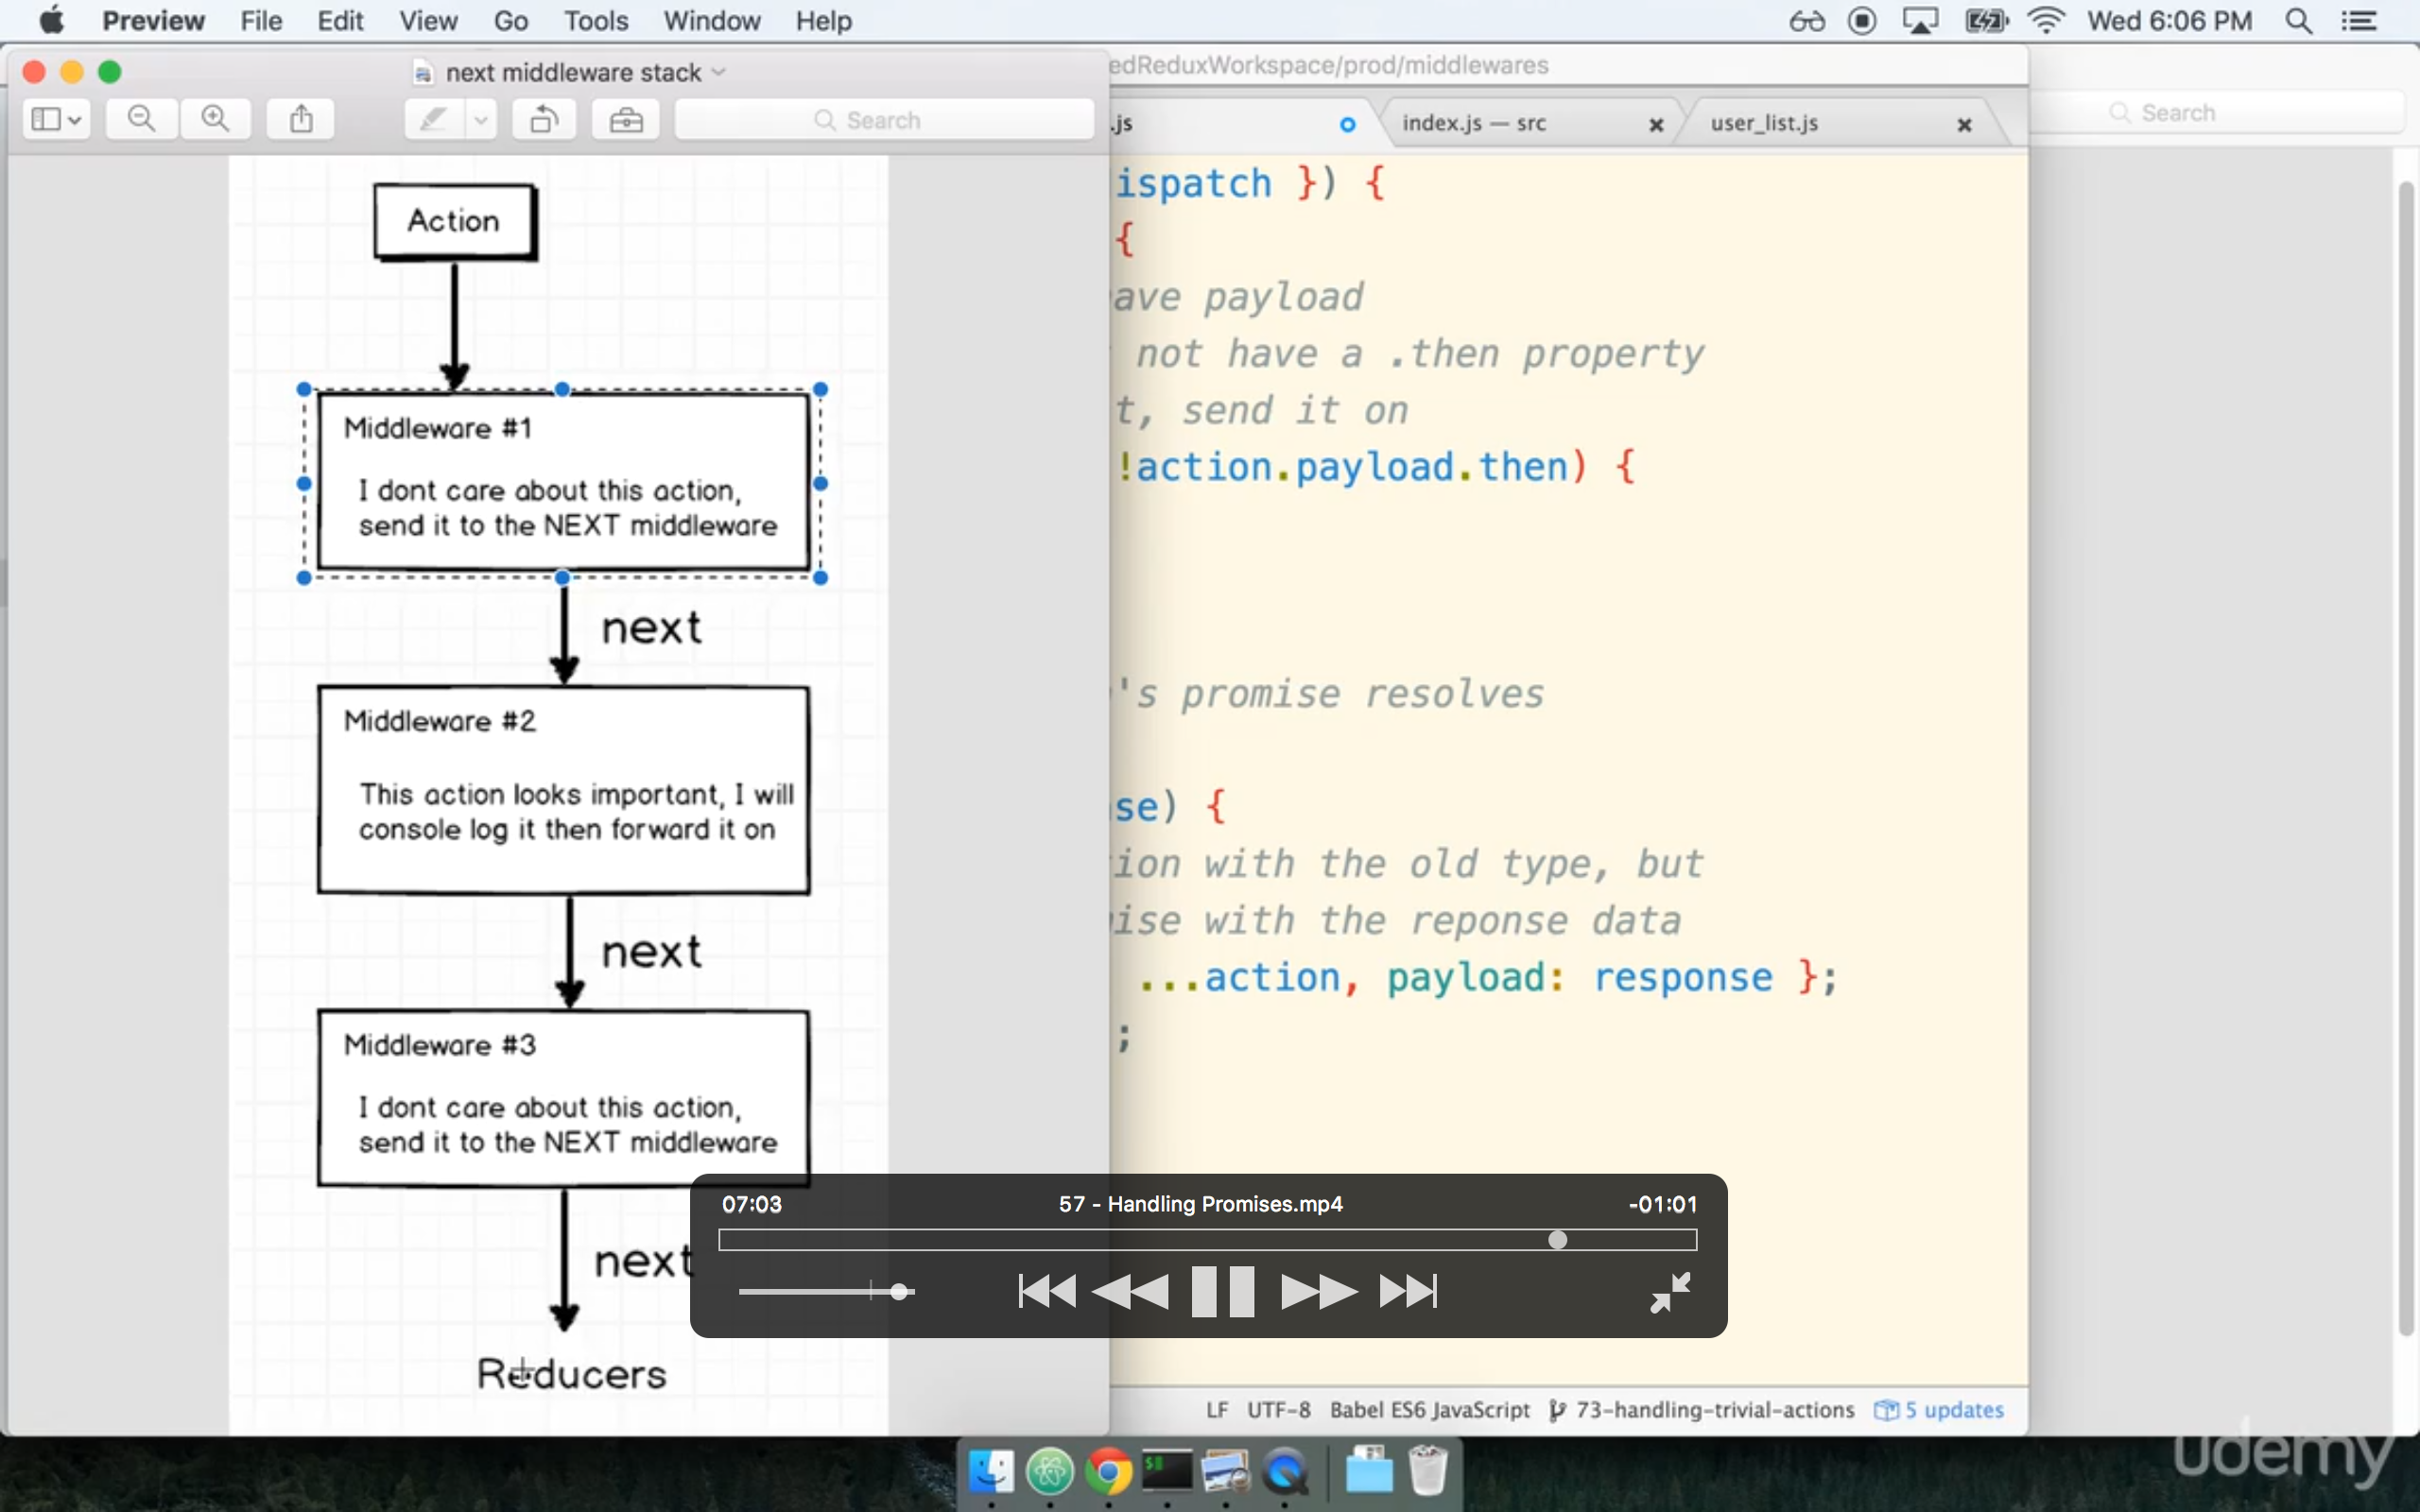 Preview File Edit View Go Tools Window Help Wed 6:06 PM
next middleware stack
Search
edReduxWorkspace/prod/middlewares
.js index.js — src user_list.js
Search
Action
Middleware #1
I dont care about this action,
send it to the NEXT middleware
next
Middleware #2
This action looks important, I will
console log it then forward it on
next
Middleware #3
I dont care about this action,
send it to the NEXT middleware
next
Reducers
ispatch }) {
{
ave payload
not have a .then property
t, send it on
!action.payload.then) {
's promise resolves
se) {
ion with the old type, but
ise with the reponse data
...action, payload: response };
;
07:03 57 - Handling Promises.mp4 -01:01
LF UTF-8 Babel ES6 JavaScript 73-handling-trivial-actions 5 updates
udemy